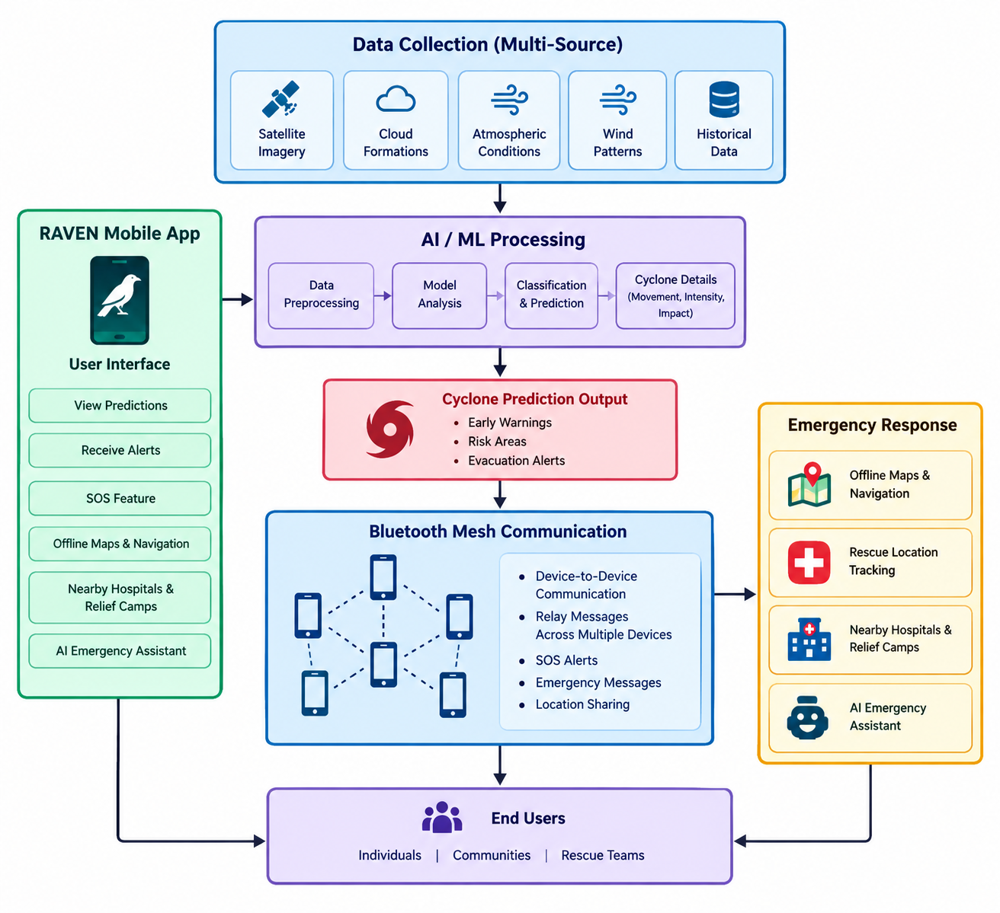 Data Collection (Multi-Source)
Satellite
Imagery
Cloud
Formations
Atmospheric
Conditions
Wind
Patterns
Historical
Data
RAVEN Mobile App
User Interface
View Predictions
Receive Alerts
SOS Feature
Offline Maps & Navigation
Nearby Hospitals &
Relief Camps
AI Emergency Assistant
AI / ML Processing
Data
Preprocessing
Model
Analysis
Classification
& Prediction
Cyclone Details
(Movement, Intensity,
Impact)
Cyclone Prediction Output
• Early Warnings
• Risk Areas
• Evacuation Alerts
Bluetooth Mesh Communication
• Device-to-Device
Communication
• Relay Messages
Across Multiple Devices
• SOS Alerts
• Emergency Messages
• Location Sharing
Emergency Response
Offline Maps &
Navigation
Rescue Location
Tracking
Nearby Hospitals &
Relief Camps
AI Emergency
Assistant
End Users
Individuals | Communities | Rescue Teams